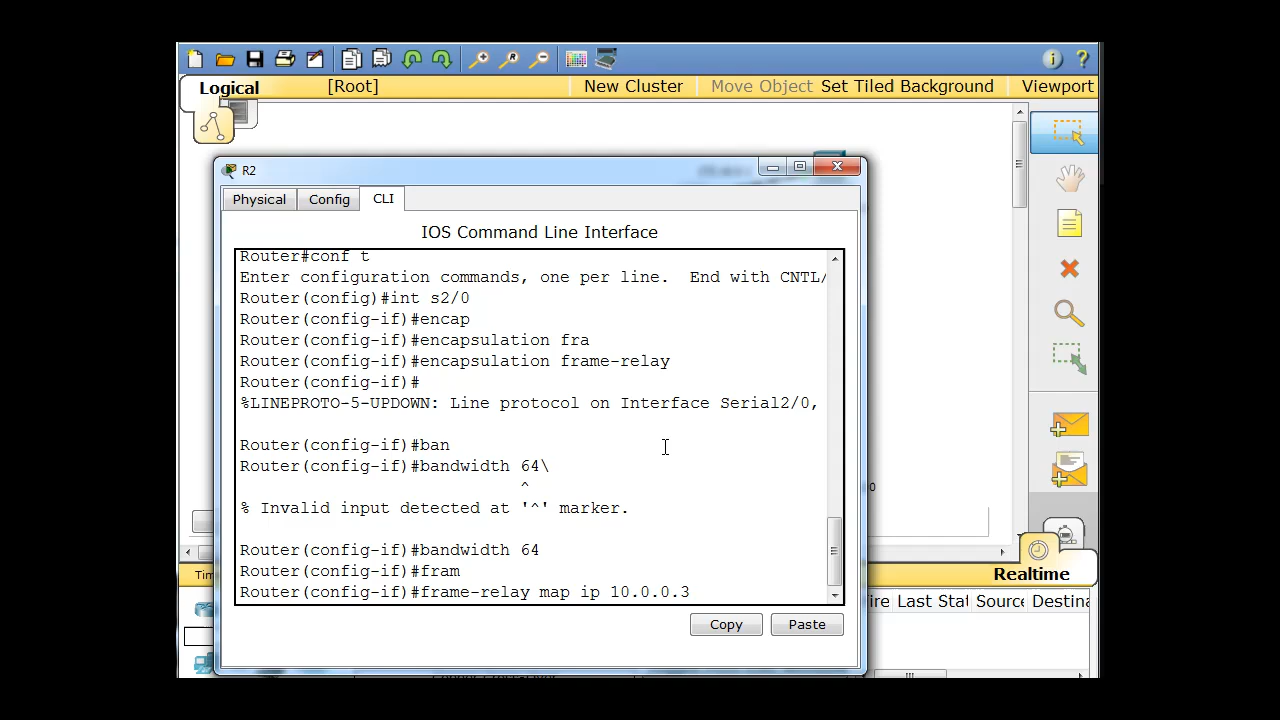 Logical
[Root]
New Cluster
Move Object
Set Tiled Background
Viewport
R2
Physical
Config
CLI
IOS Command Line Interface
Router#conf t
Enter configuration commands, one per line.  End with CNTL/
Router(config)#int s2/0
Router(config-if)#encap
Router(config-if)#encapsulation fra
Router(config-if)#encapsulation frame-relay
Router(config-if)#
%LINEPROTO-5-UPDOWN: Line protocol on Interface Serial2/0,
Router(config-if)#ban
Router(config-if)#bandwidth 64\
^
% Invalid input detected at '^' marker.
Router(config-if)#bandwidth 64
Router(config-if)#fram
Router(config-if)#frame-relay map ip 10.0.0.3
Copy
Paste
Realtime
Tim
ire
Last Stat
Source
Destina